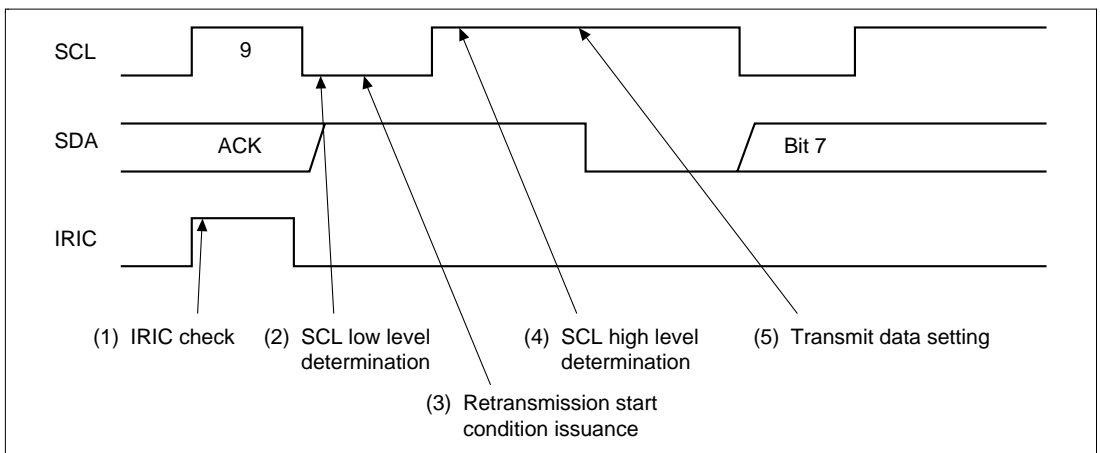 SCL
9
SDA
ACK
Bit 7
IRIC
(1) IRIC check
(2) SCL low level
determination
(4) SCL high level
determination
(5) Transmit data setting
(3) Retransmission start
condition issuance